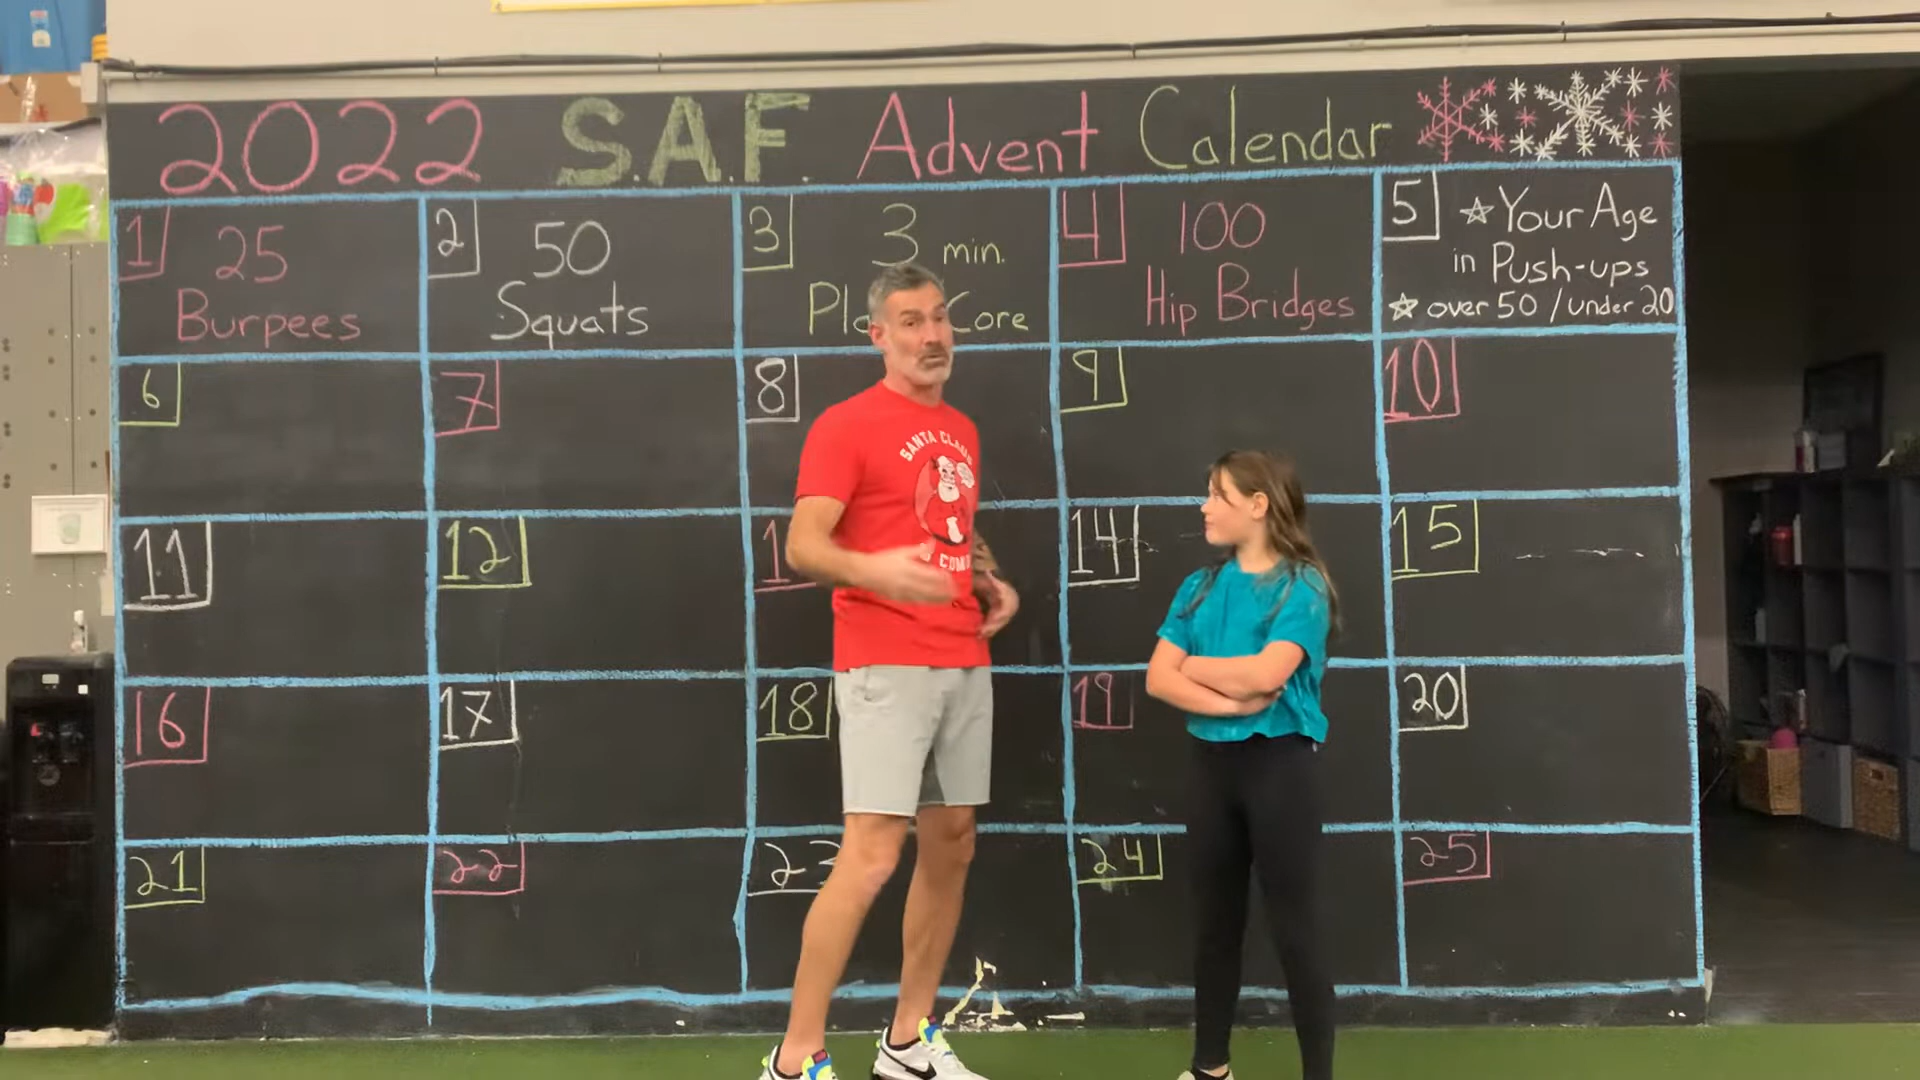 2022 S.A.F. Advent Calendar
1 25
Burpees
2 50
Squats
3 3 min.
Core
4 100
Hip Bridges
5 ☆ Your Age
in Push-ups
☆ over 50 / under 20
6
7
8
9
10
11
12
14
15
16
17
18
19
20
21
22
23
24
25
SANTA